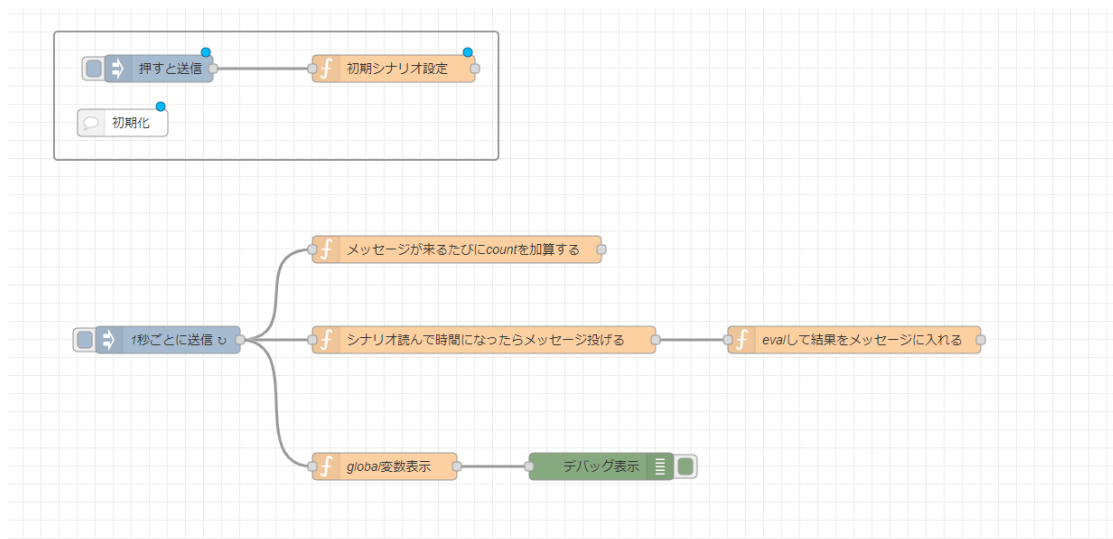 押すと送信
初期シナリオ設定
初期化
メッセージが来るたびにcountを加算する
1秒ごとに送信 ↻
シナリオ読んで時間になったらメッセージ投げる
evalして結果をメッセージに入れる
global変数表示
デバッグ表示